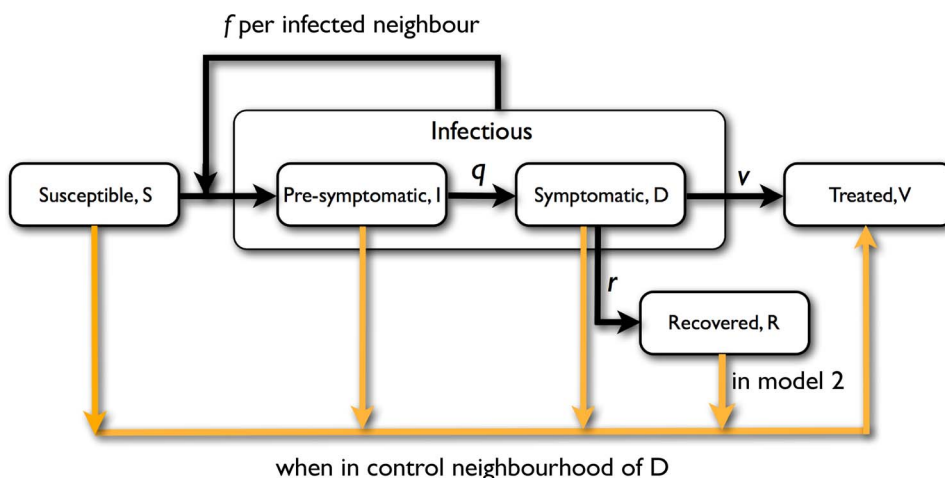 f per infected neighbour
Infectious
Susceptible, S
Pre-symptomatic, I
q
Symptomatic, D
v
Treated, V
r
Recovered, R
in model 2
when in control neighbourhood of D